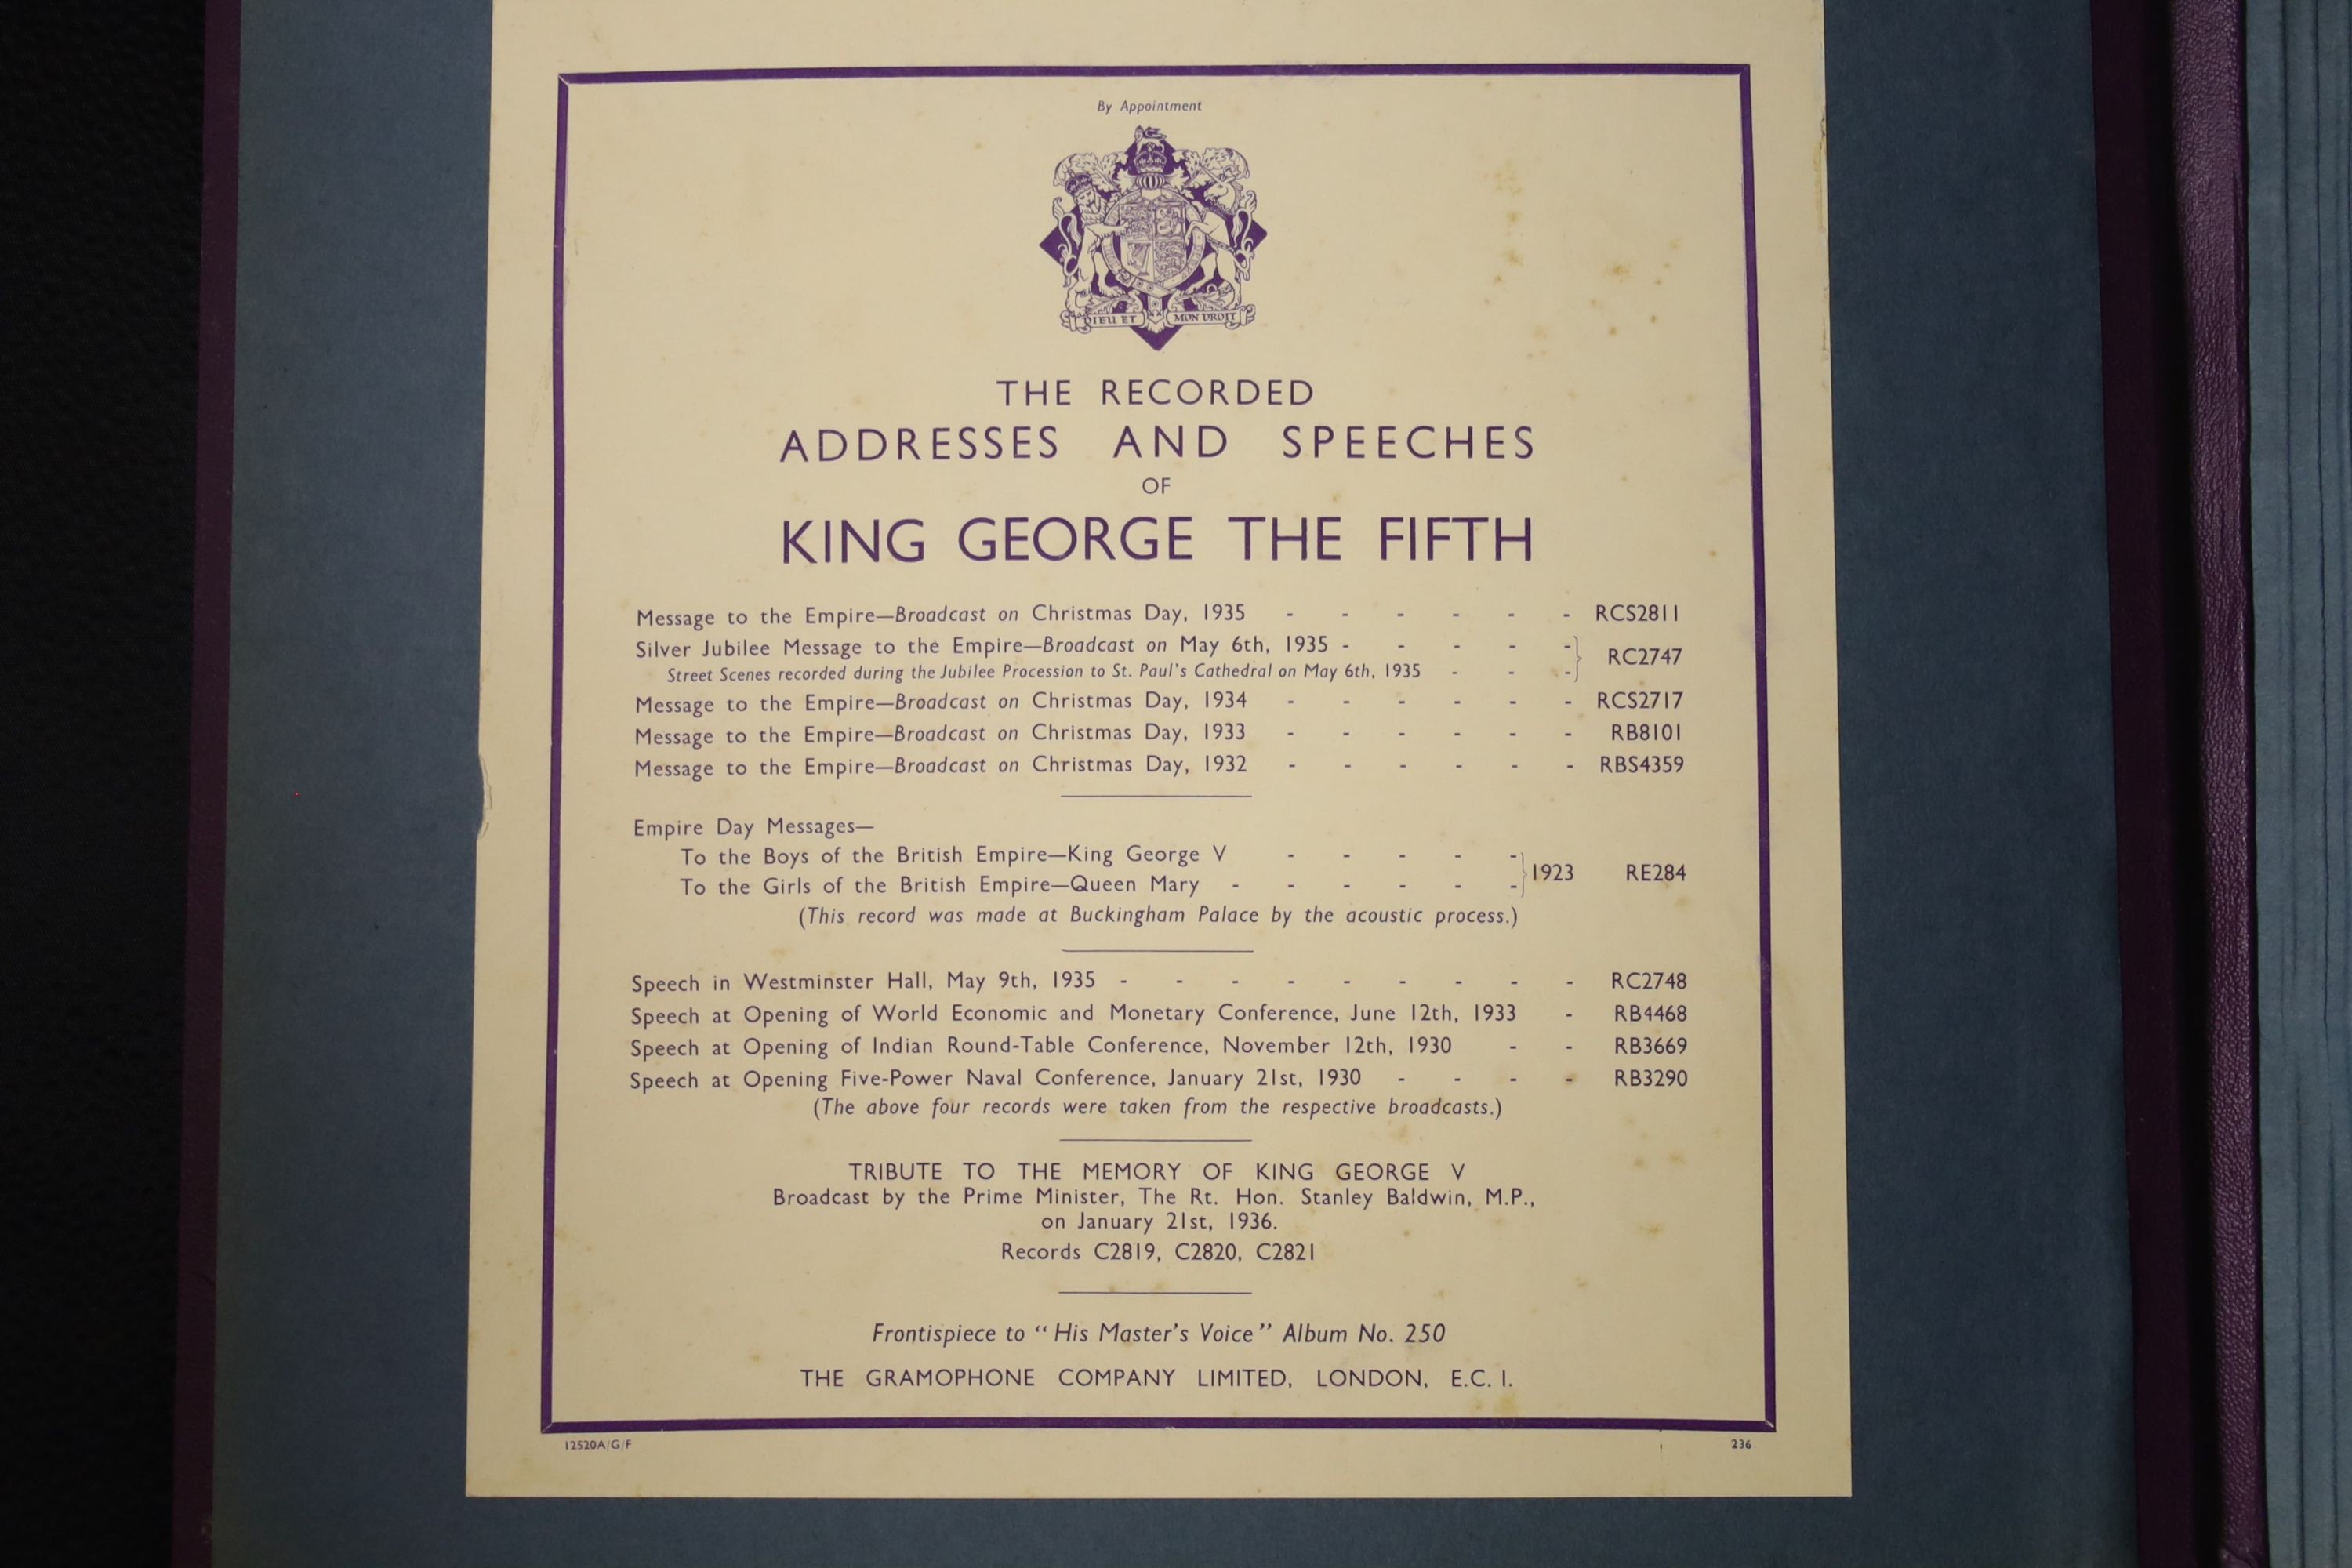 By Appointment
DIEU ET MON DROIT
THE RECORDED
ADDRESSES AND SPEECHES
OF
KING GEORGE THE FIFTH
Message to the Empire—Broadcast on Christmas Day, 1935 - - - - - - RCS2811
Silver Jubilee Message to the Empire—Broadcast on May 6th, 1935 - - - - -
Street Scenes recorded during the Jubilee Procession to St. Paul's Cathedral on May 6th, 1935 - - - } RC2747
Message to the Empire—Broadcast on Christmas Day, 1934 - - - - - - RCS2717
Message to the Empire—Broadcast on Christmas Day, 1933 - - - - - - RB8101
Message to the Empire—Broadcast on Christmas Day, 1932 - - - - - - RBS4359
Empire Day Messages—
To the Boys of the British Empire—King George V - - - - -
To the Girls of the British Empire—Queen Mary - - - - - - } 1923 RE284
(This record was made at Buckingham Palace by the acoustic process.)
Speech in Westminster Hall, May 9th, 1935 - - - - - - - - - RC2748
Speech at Opening of World Economic and Monetary Conference, June 12th, 1933 - RB4468
Speech at Opening of Indian Round-Table Conference, November 12th, 1930 - - RB3669
Speech at Opening Five-Power Naval Conference, January 21st, 1930 - - - - RB3290
(The above four records were taken from the respective broadcasts.)
TRIBUTE TO THE MEMORY OF KING GEORGE V
Broadcast by the Prime Minister, The Rt. Hon. Stanley Baldwin, M.P.,
on January 21st, 1936.
Records C2819, C2820, C2821
Frontispiece to "His Master's Voice" Album No. 250
THE GRAMOPHONE COMPANY LIMITED, LONDON, E.C. 1.
12520A/G/F 236